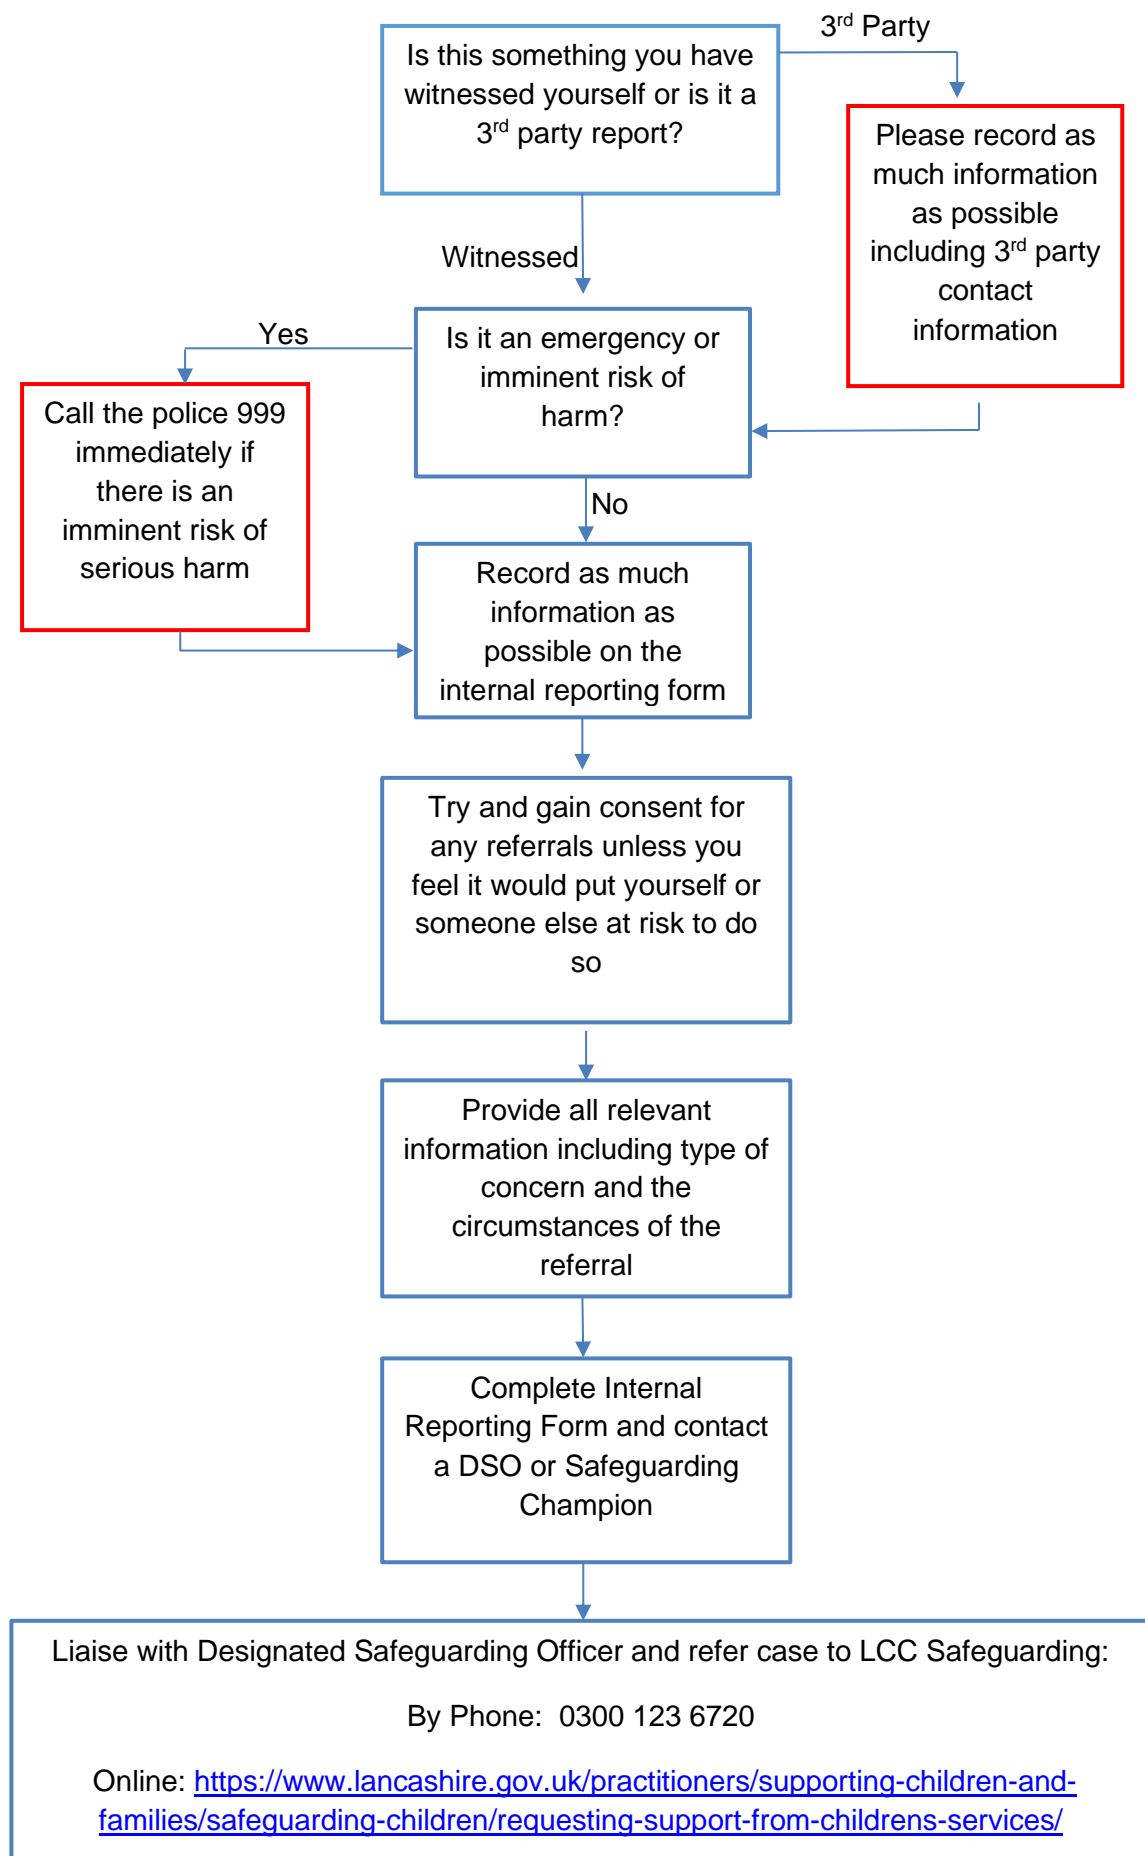 3rd Party
Is this something you have
witnessed yourself or is it a
3rd party report?
Please record as
much information
as possible
including 3rd party
contact
information
Witnessed
Yes
Is it an emergency or
imminent risk of
harm?
Call the police 999
immediately if
there is an
imminent risk of
serious harm
No
Record as much
information as
possible on the
internal reporting form
Try and gain consent for
any referrals unless you
feel it would put yourself or
someone else at risk to do
so
Provide all relevant
information including type of
concern and the
circumstances of the
referral
Complete Internal
Reporting Form and contact
a DSO or Safeguarding
Champion
Liaise with Designated Safeguarding Officer and refer case to LCC Safeguarding:
By Phone:  0300 123 6720
Online: https://www.lancashire.gov.uk/practitioners/supporting-children-and-
families/safeguarding-children/requesting-support-from-childrens-services/